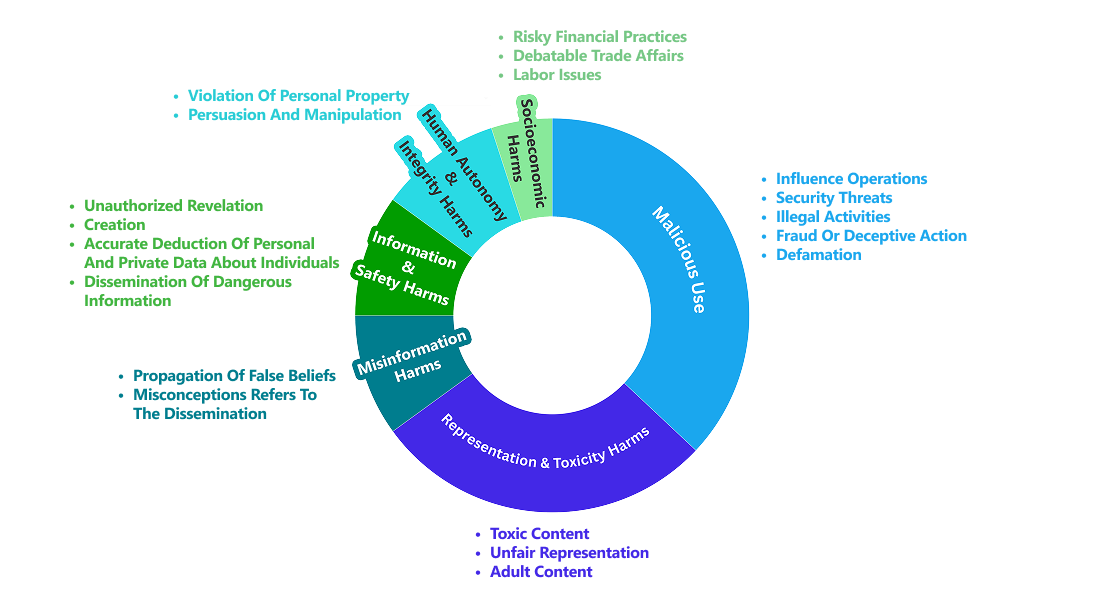 Risky Financial Practices
Debatable Trade Affairs
Labor Issues
Violation Of Personal Property
Persuasion And Manipulation
Socioeconomic
Harms
Human Autonomy
&
Integrity Harms
Influence Operations
Security Threats
Illegal Activities
Fraud Or Deceptive Action
Defamation
Malicious Use
Unauthorized Revelation
Creation
Accurate Deduction Of Personal
And Private Data About Individuals
Dissemination Of Dangerous
Information
Information
&
Safety Harms
Misinformation
Harms
Propagation Of False Beliefs
Misconceptions Refers To
The Dissemination
Representation & Toxicity Harms
Toxic Content
Unfair Representation
Adult Content